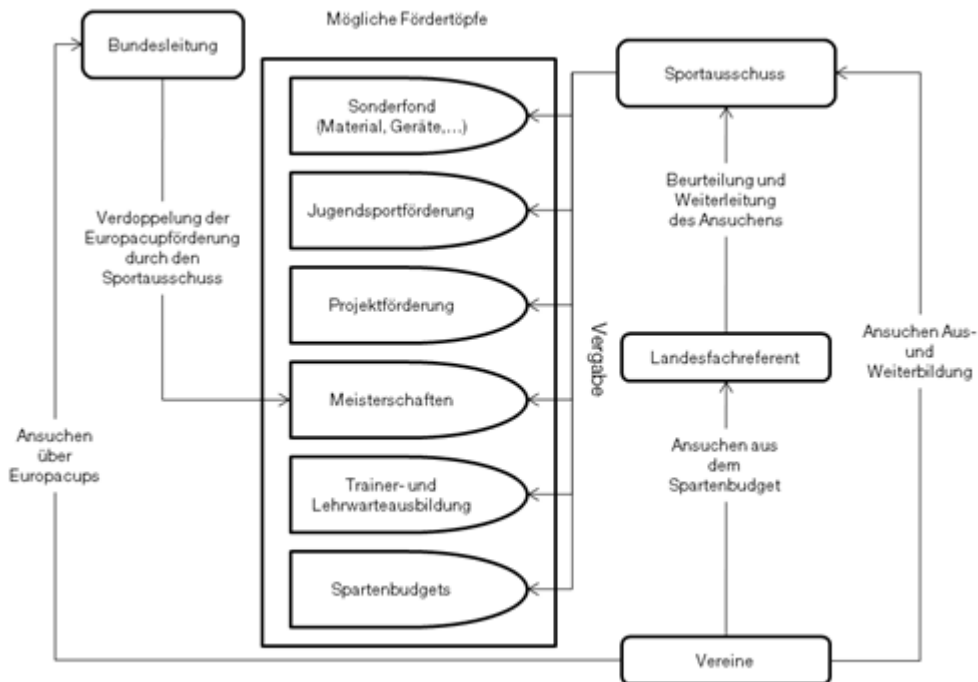 Mögliche Fördertöpfe
Bundesleitung
Sportausschuss
Sonderfond
(Material, Geräte,...)
Jugendsportförderung
Projektförderung
Meisterschaften
Trainer- und
Lehrwarteausbildung
Spartenbudgets
Verdoppelung der
Europacupförderung
durch den
Sportausschuss
Ansuchen
über
Europacups
Vergabe
Beurteilung und
Weiterleitung
des Ansuchens
Landesfachreferent
Ansuchen aus
dem
Spartenbudget
Ansuchen Aus-
und
Weiterbildung
Vereine